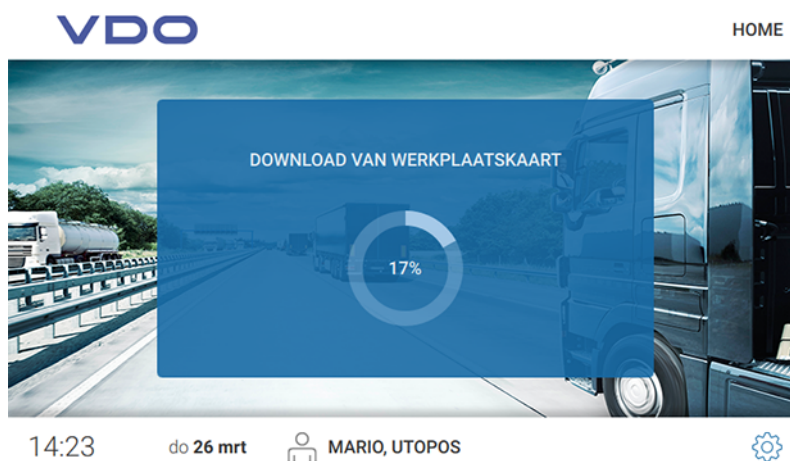 VDO
HOME
DOWNLOAD VAN WERKPLAATSKAART
17%
14:23 do 26 mrt MARIO, UTOPOS